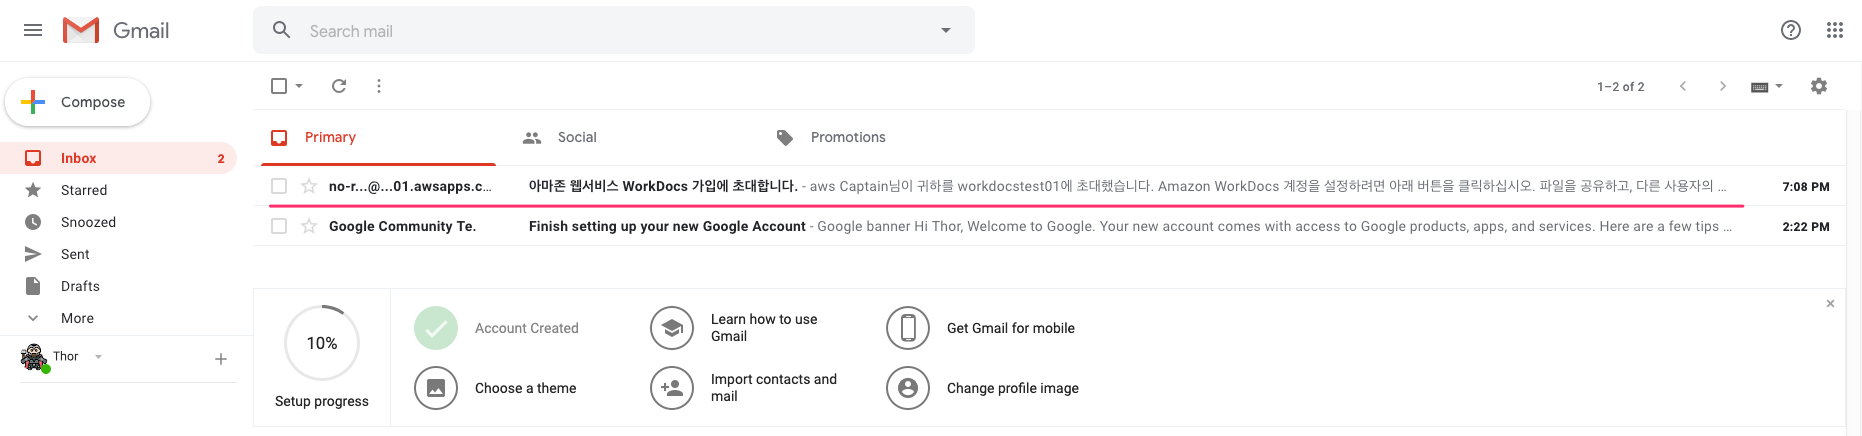 Gmail
Search mail
Compose
1–2 of 2
Primary
Social
Promotions
Inbox 2
Starred
Snoozed
Sent
Drafts
More
Thor
no-r...@...01.awsapps.c... 아마존 웹서비스 WorkDocs 가입에 초대합니다. - aws Captain님이 귀하를 workdocstest01에 초대했습니다. Amazon WorkDocs 계정을 설정하려면 아래 버튼을 클릭하십시오. 파일을 공유하고, 다른 사용자의 ... 7:08 PM
Google Community Te. Finish setting up your new Google Account - Google banner Hi Thor, Welcome to Google. Your new account comes with access to Google products, apps, and services. Here are a few tips ... 2:22 PM
10%
Setup progress
Account Created
Learn how to use
Gmail
Get Gmail for mobile
Choose a theme
Import contacts and
mail
Change profile image